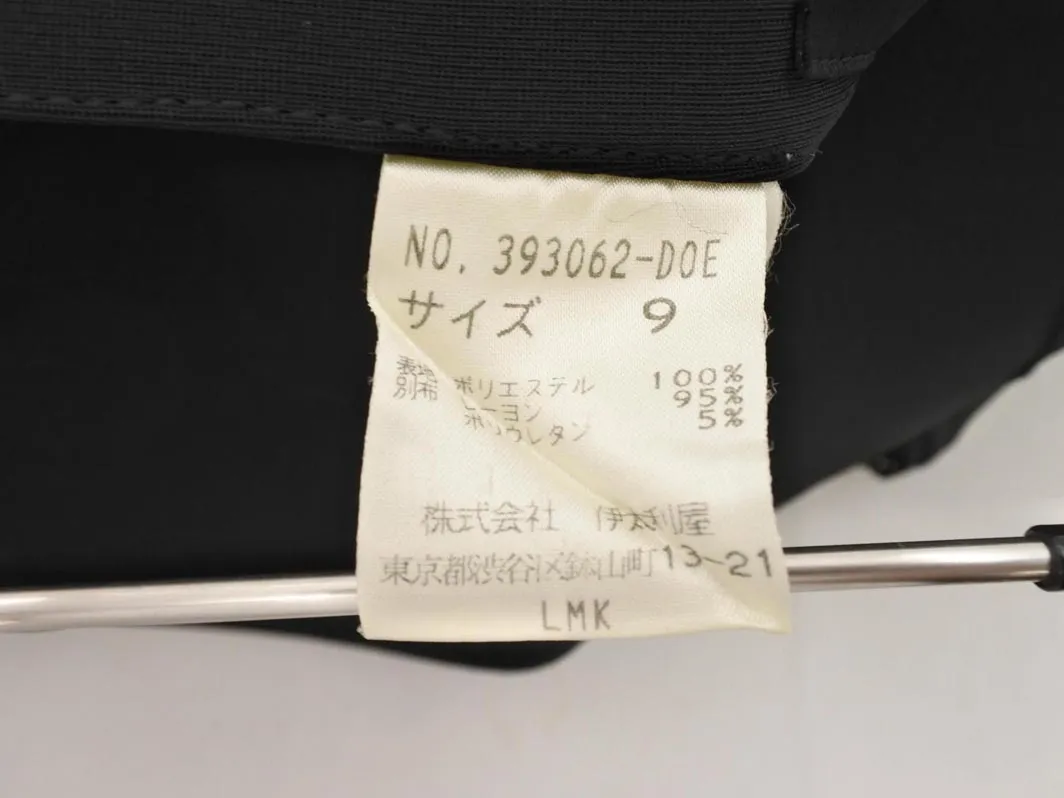 NO. 393062-DOE
サイズ 9
表地 ポリエステル 100%
別布 レーヨン 95%
ポリウレタン 5%
株式会社 伊太利屋
東京都渋谷区鉢山町13-21
LMK